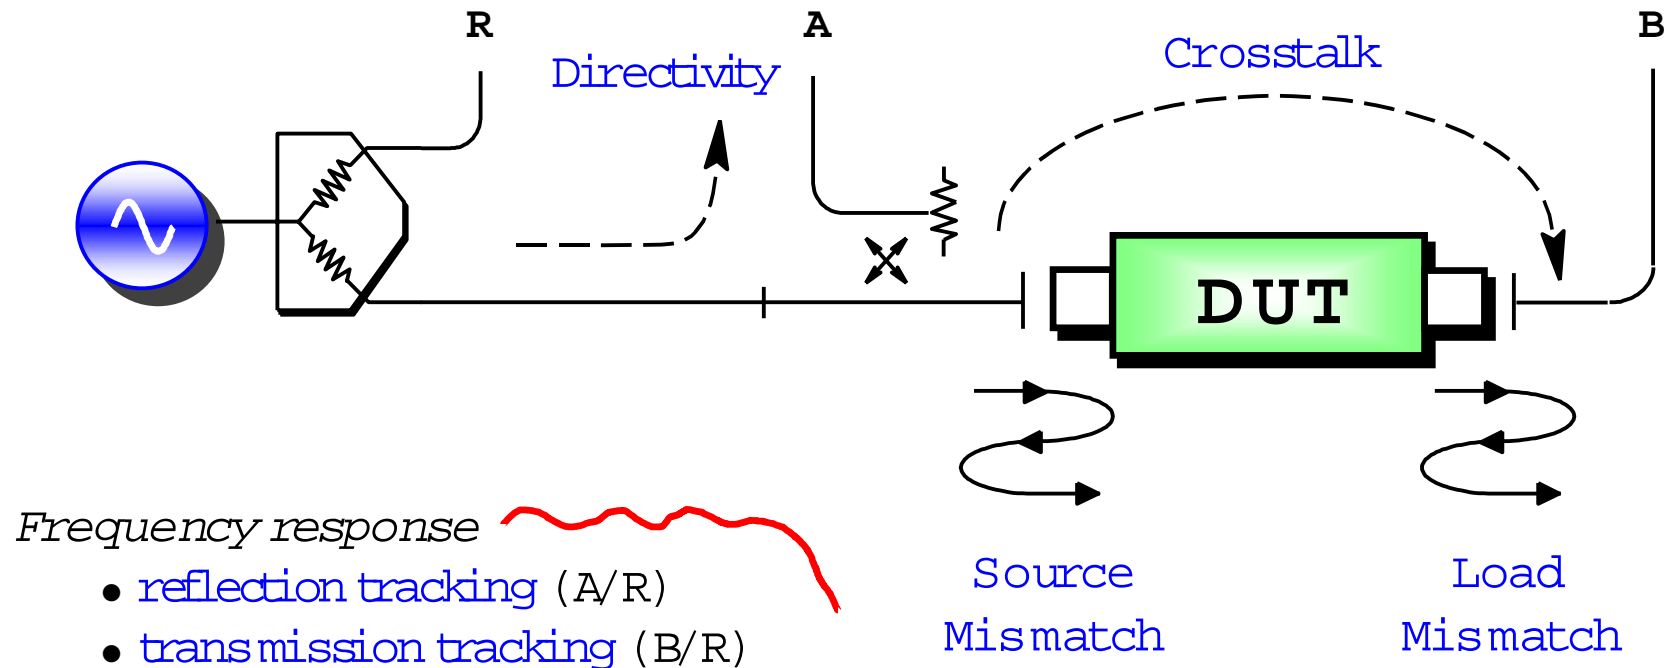 R
A
B
Directivity
Crosstalk
DUT
Frequency response
● reflection tracking (A/R)
● transmission tracking (B/R)
Source
Mismatch
Load
Mismatch